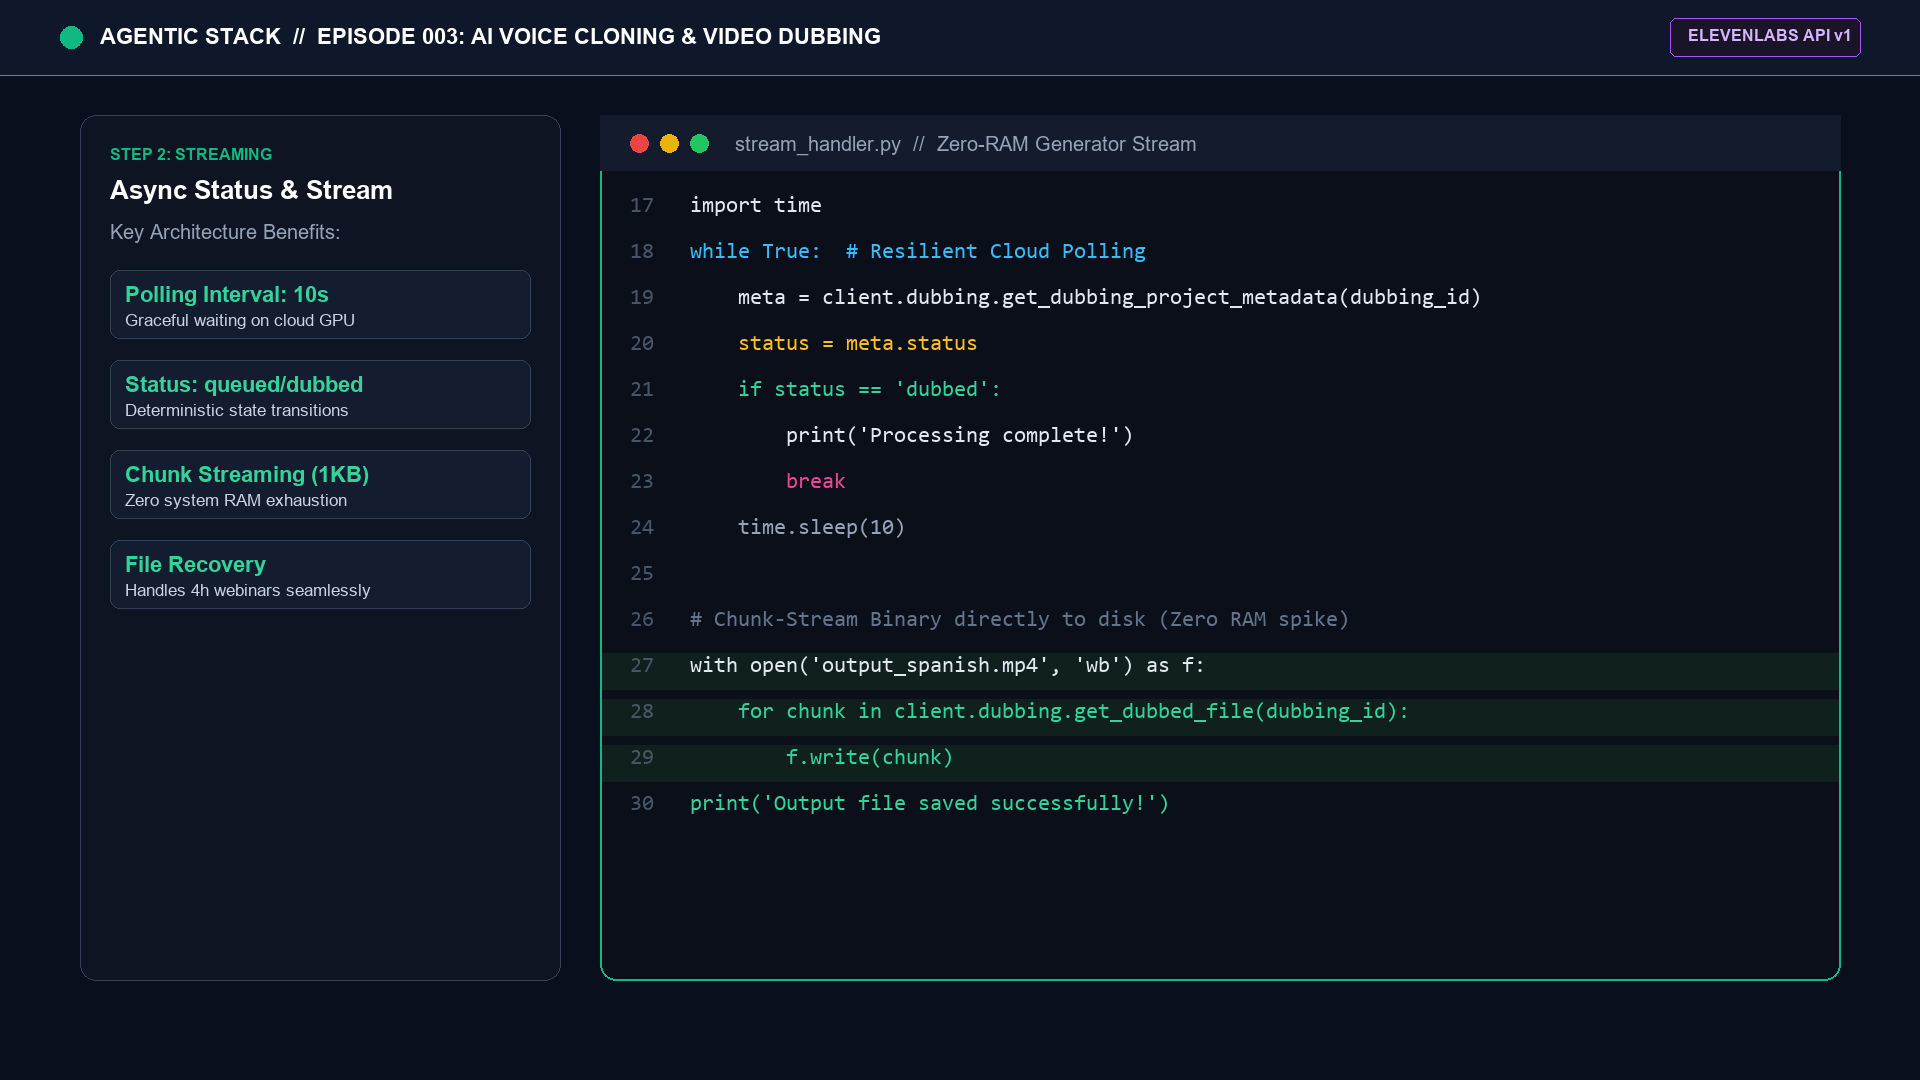 AGENTIC STACK // EPISODE 003: AI VOICE CLONING & VIDEO DUBBING
ELEVENLABS API v1
STEP 2: STREAMING
Async Status & Stream
Key Architecture Benefits:
Polling Interval: 10s
Graceful waiting on cloud GPU
Status: queued/dubbed
Deterministic state transitions
Chunk Streaming (1KB)
Zero system RAM exhaustion
File Recovery
Handles 4h webinars seamlessly
stream_handler.py // Zero-RAM Generator Stream
17 import time
18 while True:  # Resilient Cloud Polling
19     meta = client.dubbing.get_dubbing_project_metadata(dubbing_id)
20     status = meta.status
21     if status == 'dubbed':
22         print('Processing complete!')
23         break
24     time.sleep(10)
25
26 # Chunk-Stream Binary directly to disk (Zero RAM spike)
27 with open('output_spanish.mp4', 'wb') as f:
28     for chunk in client.dubbing.get_dubbed_file(dubbing_id):
29         f.write(chunk)
30 print('Output file saved successfully!')